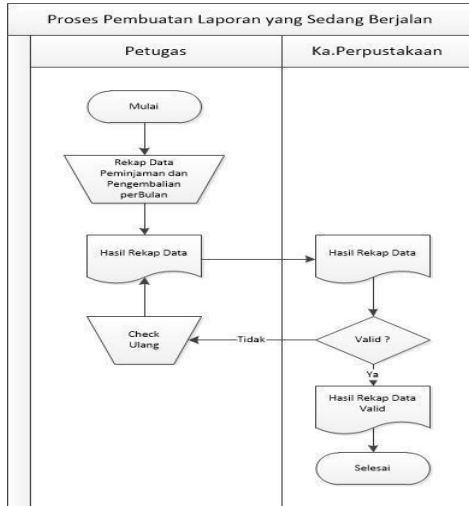 Proses Pembuatan Laporan yang Sedang Berjalan
Petugas
Ka.Perpustakaan
Mulai
Rekap Data
Peminjaman dan
Pengembalian
perBulan
Hasil Rekap Data
Hasil Rekap Data
Check
Ulang
Tidak
Valid ?
Ya
Hasil Rekap Data
Valid
Selesai